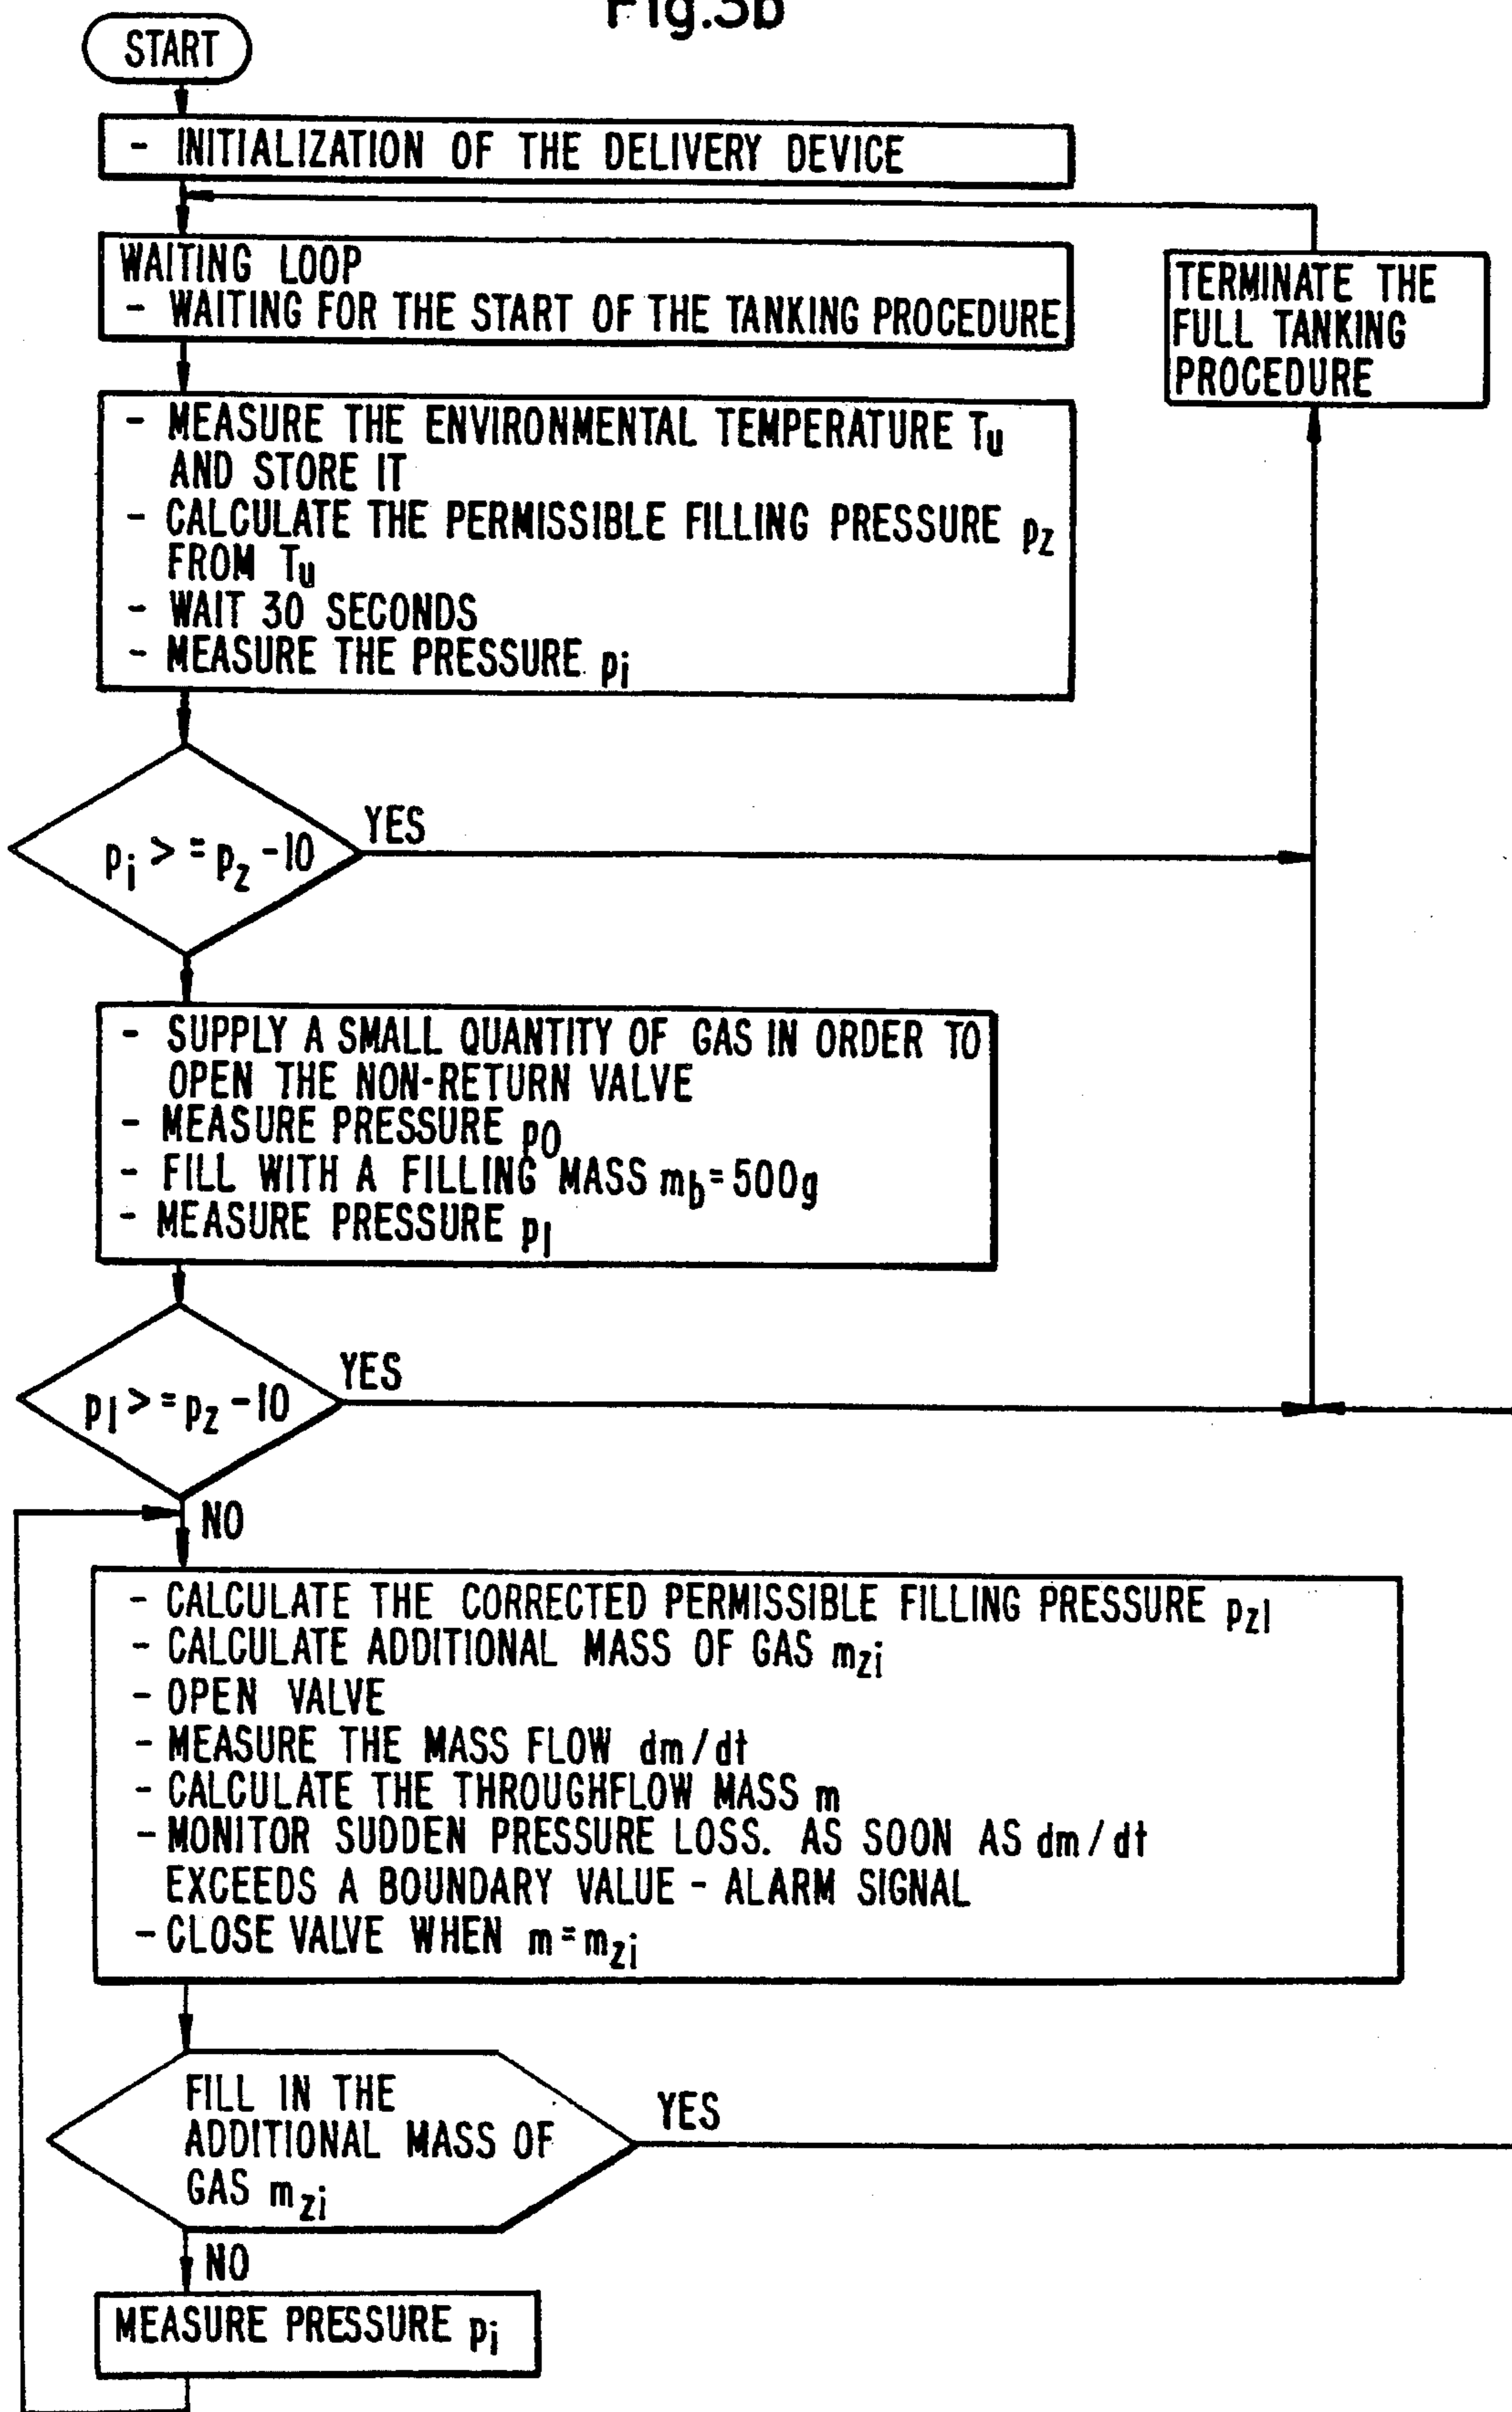 Fig.3b
START
- INITIALIZATION OF THE DELIVERY DEVICE
WAITING LOOP
- WAITING FOR THE START OF THE TANKING PROCEDURE
TERMINATE THE
FULL TANKING
PROCEDURE
- MEASURE THE ENVIRONMENTAL TEMPERATURE Tu
AND STORE IT
- CALCULATE THE PERMISSIBLE FILLING PRESSURE pz
FROM Tu
- WAIT 30 SECONDS
- MEASURE THE PRESSURE pi
pi >= pz -10
YES
- SUPPLY A SMALL QUANTITY OF GAS IN ORDER TO
OPEN THE NON-RETURN VALVE
- MEASURE PRESSURE p0
- FILL WITH A FILLING MASS mb=500g
- MEASURE PRESSURE p1
p1 >= pz -10
YES
NO
- CALCULATE THE CORRECTED PERMISSIBLE FILLING PRESSURE pz1
- CALCULATE ADDITIONAL MASS OF GAS mzi
- OPEN VALVE
- MEASURE THE MASS FLOW dm/dt
- CALCULATE THE THROUGHFLOW MASS m
- MONITOR SUDDEN PRESSURE LOSS. AS SOON AS dm/dt
EXCEEDS A BOUNDARY VALUE - ALARM SIGNAL
- CLOSE VALVE WHEN m=mzi
FILL IN THE
ADDITIONAL MASS OF
GAS mzi
YES
NO
MEASURE PRESSURE pi